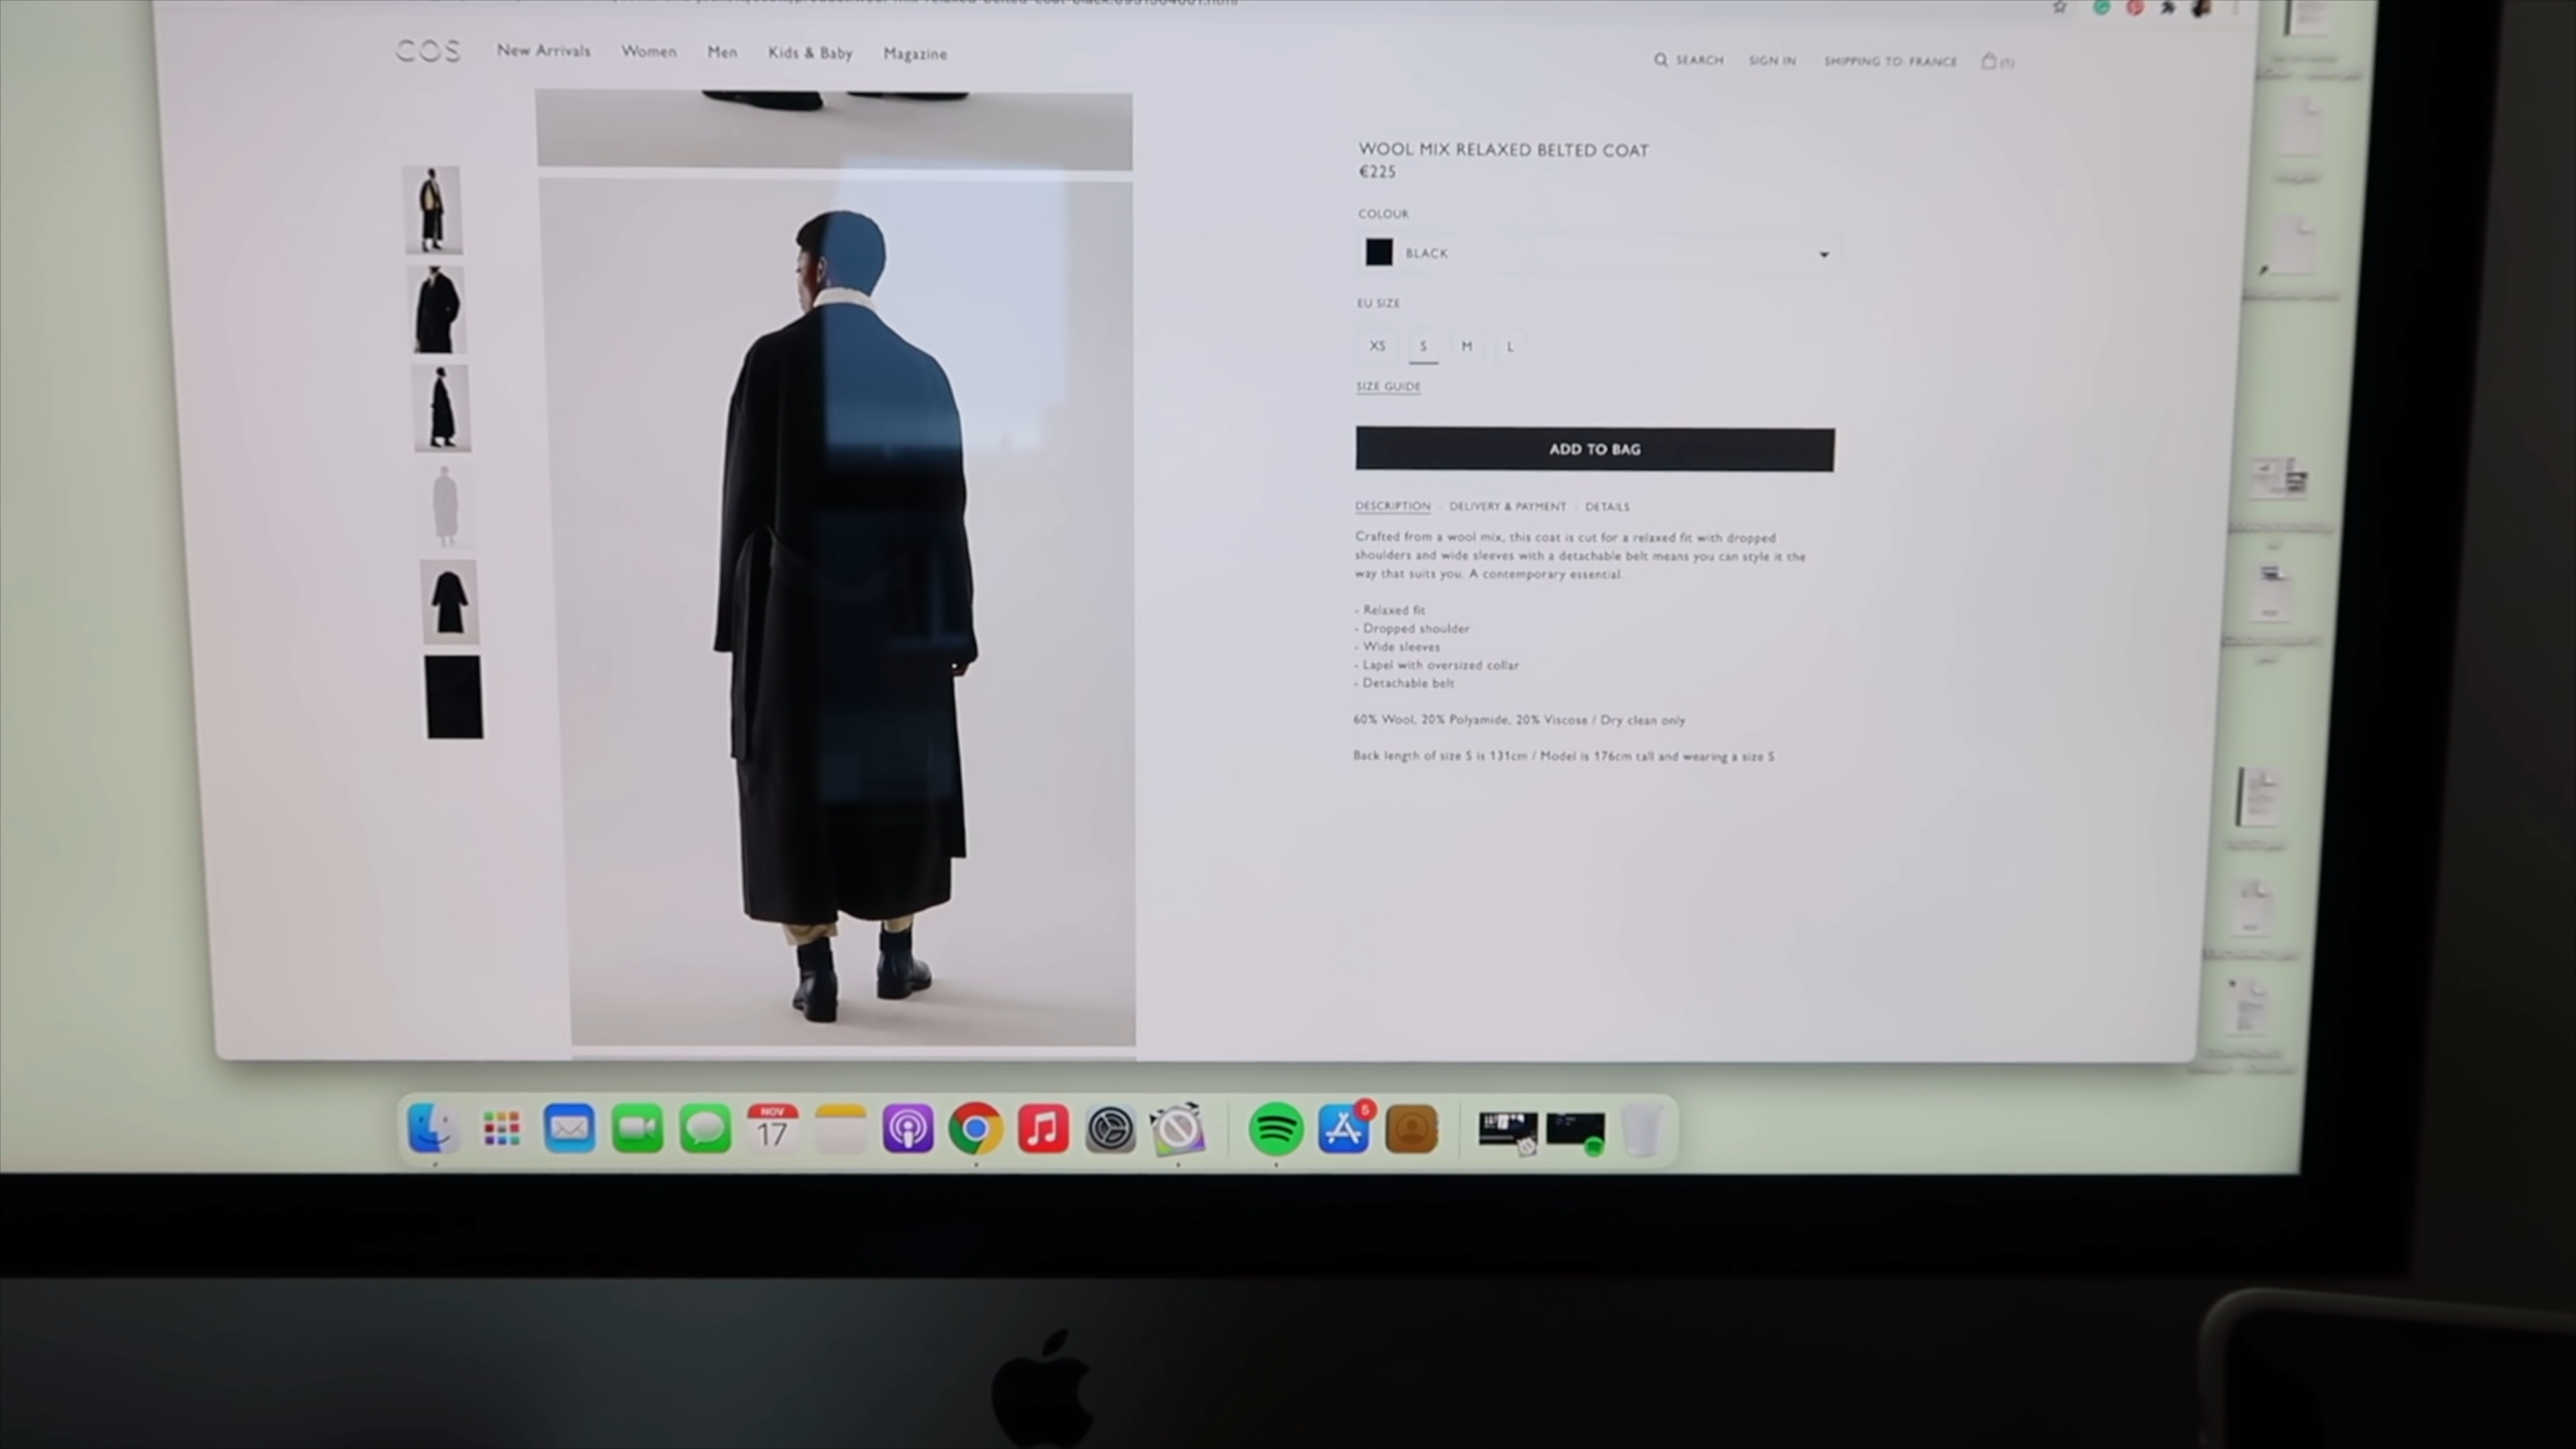 COS New Arrivals Women Men Kids & Baby Magazine
SEARCH SIGN IN SHIPPING TO: FRANCE (1)
WOOL MIX RELAXED BELTED COAT
€225
COLOUR
BLACK
EU SIZE
XS S M L
SIZE GUIDE
ADD TO BAG
DESCRIPTION · DELIVERY & PAYMENT · DETAILS
Crafted from a wool mix, this coat is cut for a relaxed fit with dropped
shoulders and wide sleeves with a detachable belt means you can style it the
way that suits you. A contemporary essential.
- Relaxed fit
- Dropped shoulder
- Wide sleeves
- Lapel with oversized collar
- Detachable belt
60% Wool, 20% Polyamide, 20% Viscose / Dry clean only
Back length of size S is 131cm / Model is 176cm tall and wearing a size S
NOV
17
5